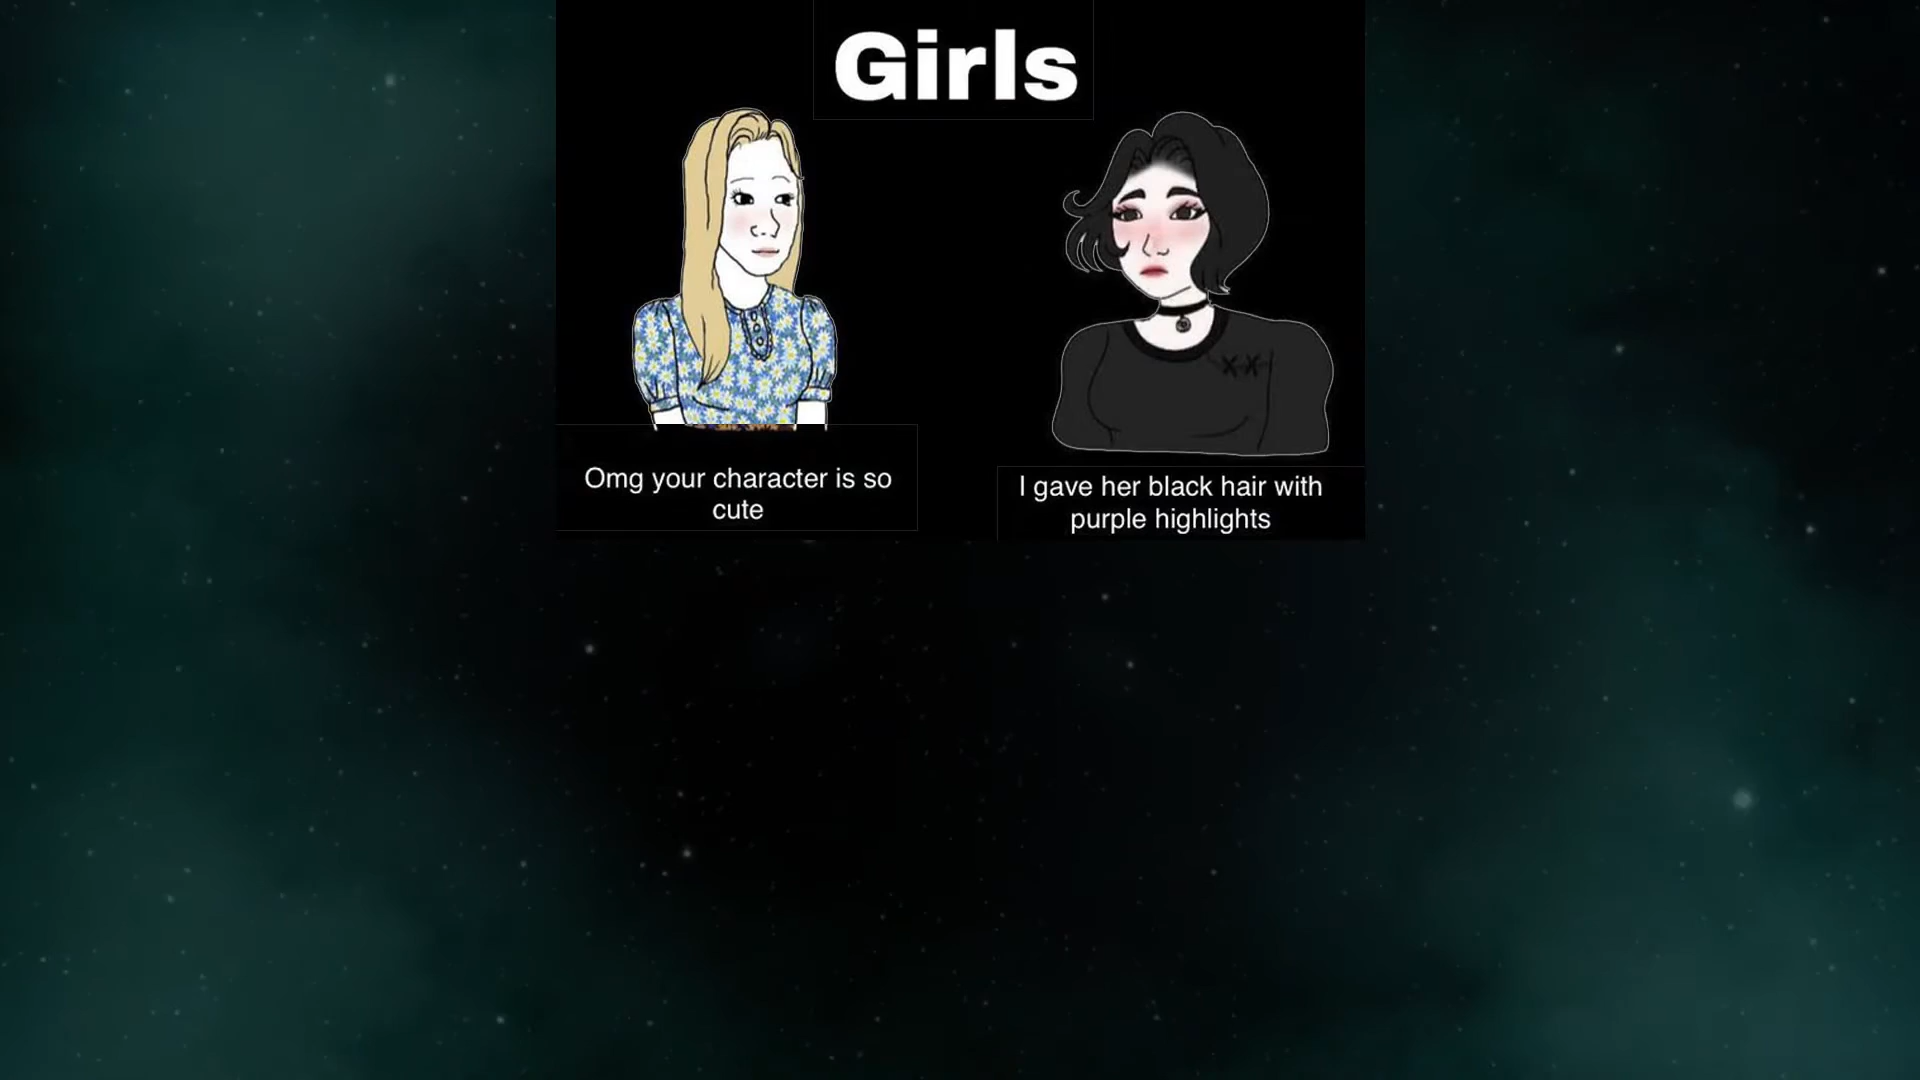 Girls
Omg your character is so
cute
I gave her black hair with
purple highlights